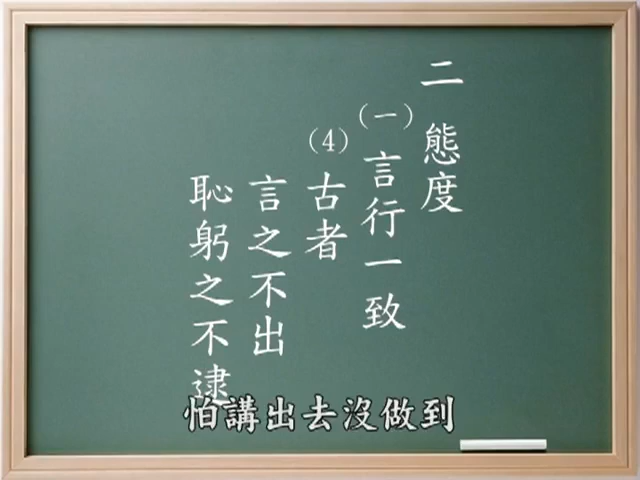 二 態度
(一)言行一致
(4)古者
言之不出
恥躬之不逮
怕講出去沒做到